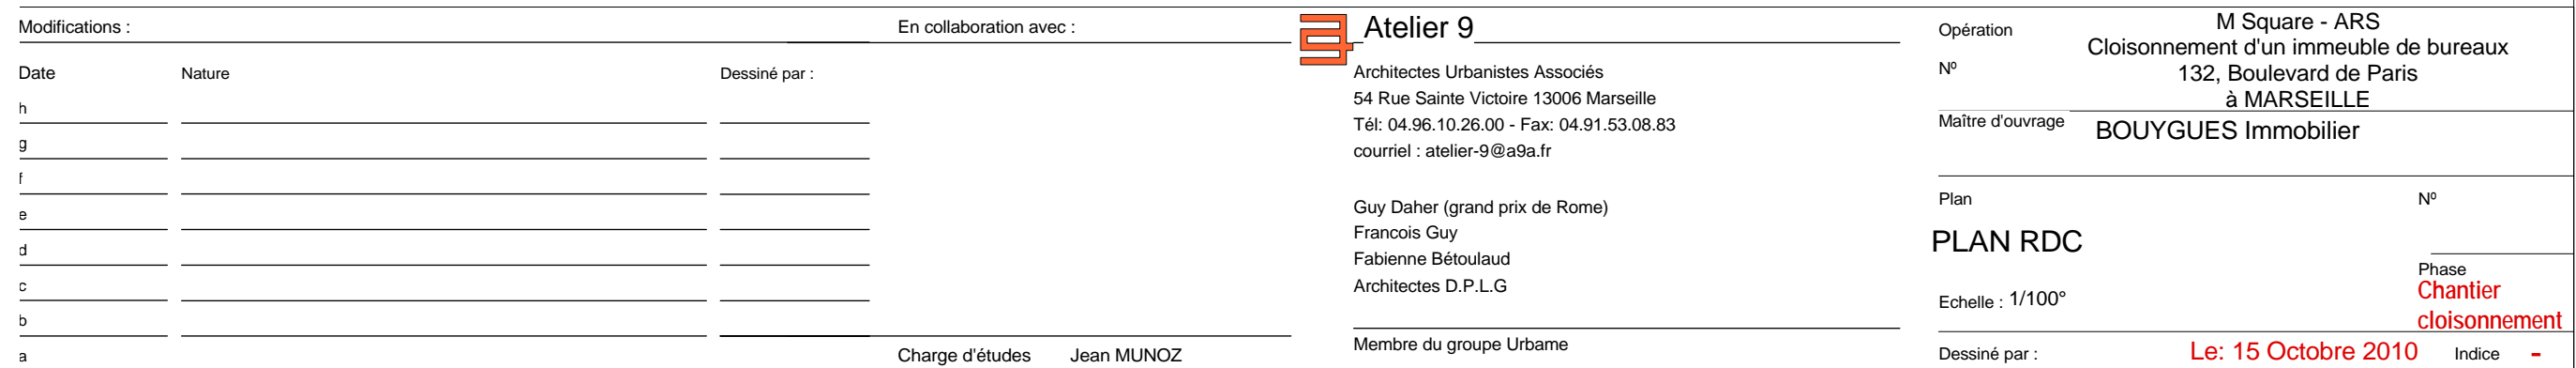 Modifications :
Date Nature Dessiné par :
h
g
f
e
d
c
b
a
En collaboration avec :
Charge d'études Jean MUNOZ
Atelier 9
Architectes Urbanistes Associés
54 Rue Sainte Victoire 13006 Marseille
Tél: 04.96.10.26.00 - Fax: 04.91.53.08.83
courriel : atelier-9@a9a.fr
Guy Daher (grand prix de Rome)
Francois Guy
Fabienne Bétoulaud
Architectes D.P.L.G
Membre du groupe Urbame
Opération
Nº
M Square - ARS
Cloisonnement d'un immeuble de bureaux
132, Boulevard de Paris
à MARSEILLE
Maître d'ouvrage BOUYGUES Immobilier
Plan Nº
PLAN RDC
Phase
Chantier
cloisonnement
Echelle : 1/100°
Dessiné par : Le: 15 Octobre 2010 Indice -